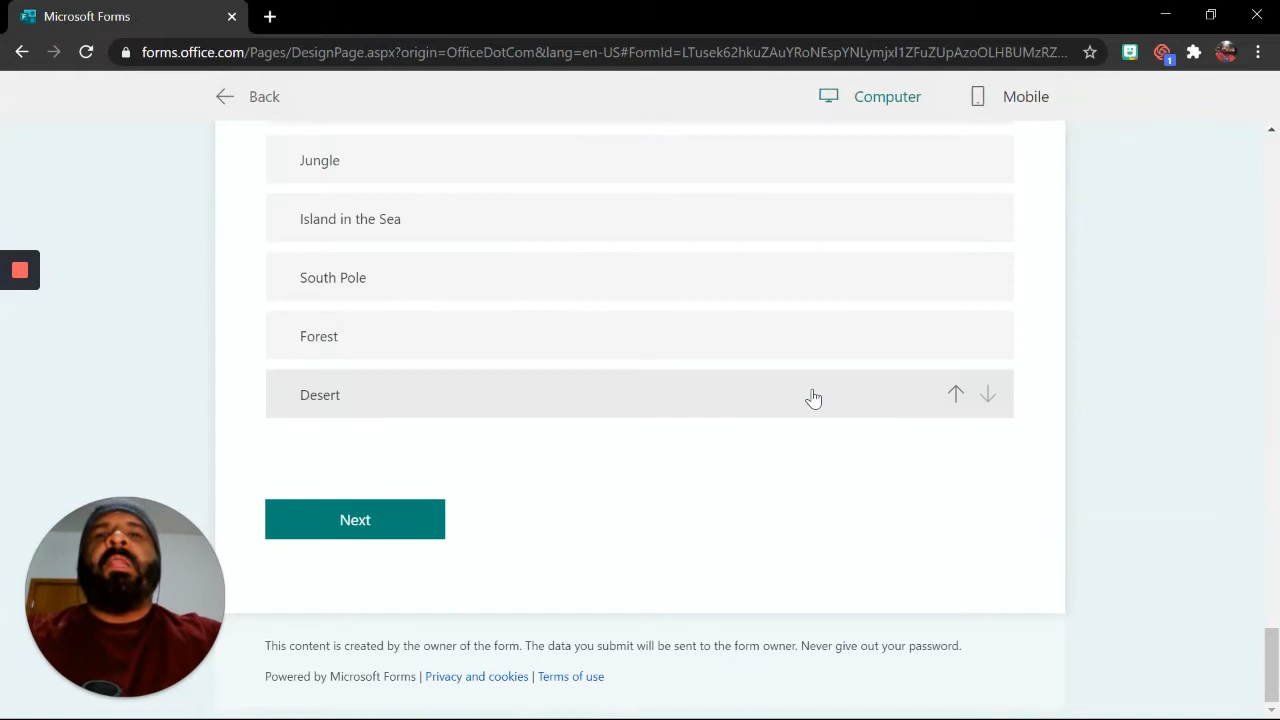 Microsoft Forms
forms.office.com/Pages/DesignPage.aspx?origin=OfficeDotCom&lang=en-US#FormId=LTusek62hkuZAuYRoNEspYNLymjxI1ZFuZUpAzoOLHBUMzRZ...
1
Back
Computer
Mobile
Jungle
Island in the Sea
South Pole
Forest
Desert
Next
This content is created by the owner of the form. The data you submit will be sent to the form owner. Never give out your password.
Powered by Microsoft Forms | Privacy and cookies | Terms of use